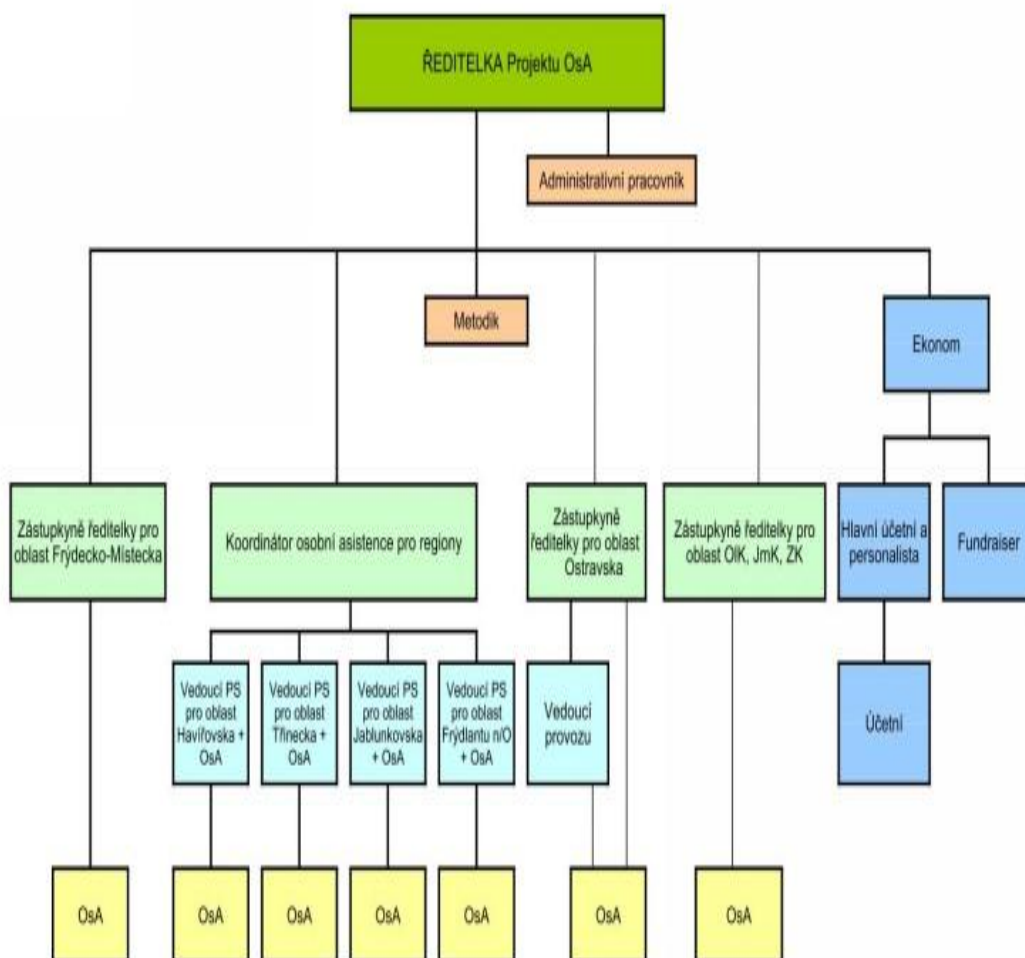 ŘEDITELKA Projektu OsA
Administrativní pracovník
Metodik
Ekonom
Zástupkyně ředitelky pro
oblast Frýdecko-Místecka
Koordinátor osobní asistence pro regiony
Zástupkyně
ředitelky pro oblast
Ostravska
Zástupkyně ředitelky pro
oblast OlK, JmK, ZK
Hlavní účetní a
personalista
Fundraiser
Vedoucí PS
pro oblast
Havířovska +
OsA
Vedoucí PS
pro oblast
Třinecka +
OsA
Vedoucí PS
pro oblast
Jablunkovska
+ OsA
Vedoucí PS
pro oblast
Frýdlantu n/O
+ OsA
Vedoucí
provozu
Účetní
OsA
OsA
OsA
OsA
OsA
OsA
OsA